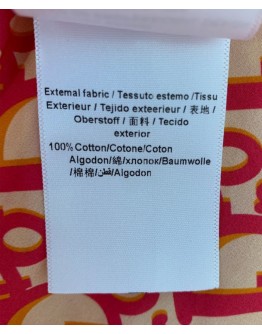 Extemal fabric / Tessuto estemo /Tissu
Exterieur / Tejido exteerieur / 表地 /
Oberstoff / 面料 / Tecido
exterior
100%Cotton/Cotone/Coton
Algodon/綿/хлопок/Baumwolle
/棉棉/قطن/Algodon